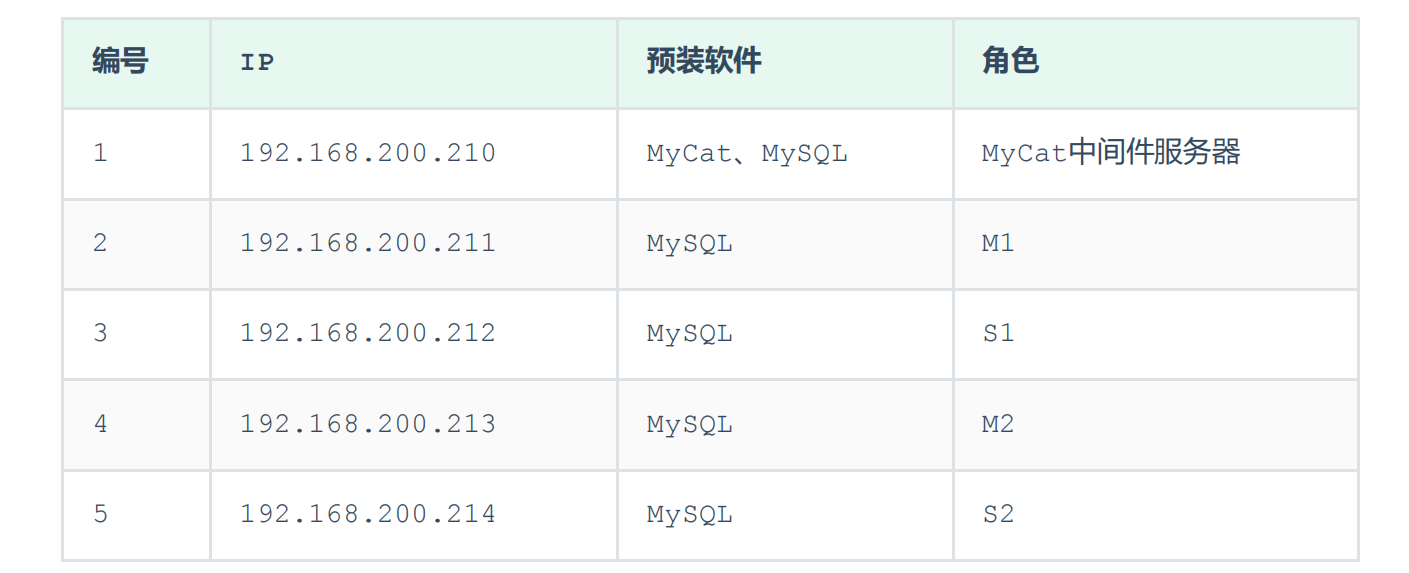 编号 IP 预装软件 角色
1 192.168.200.210 MyCat、MySQL MyCat中间件服务器
2 192.168.200.211 MySQL M1
3 192.168.200.212 MySQL S1
4 192.168.200.213 MySQL M2
5 192.168.200.214 MySQL S2